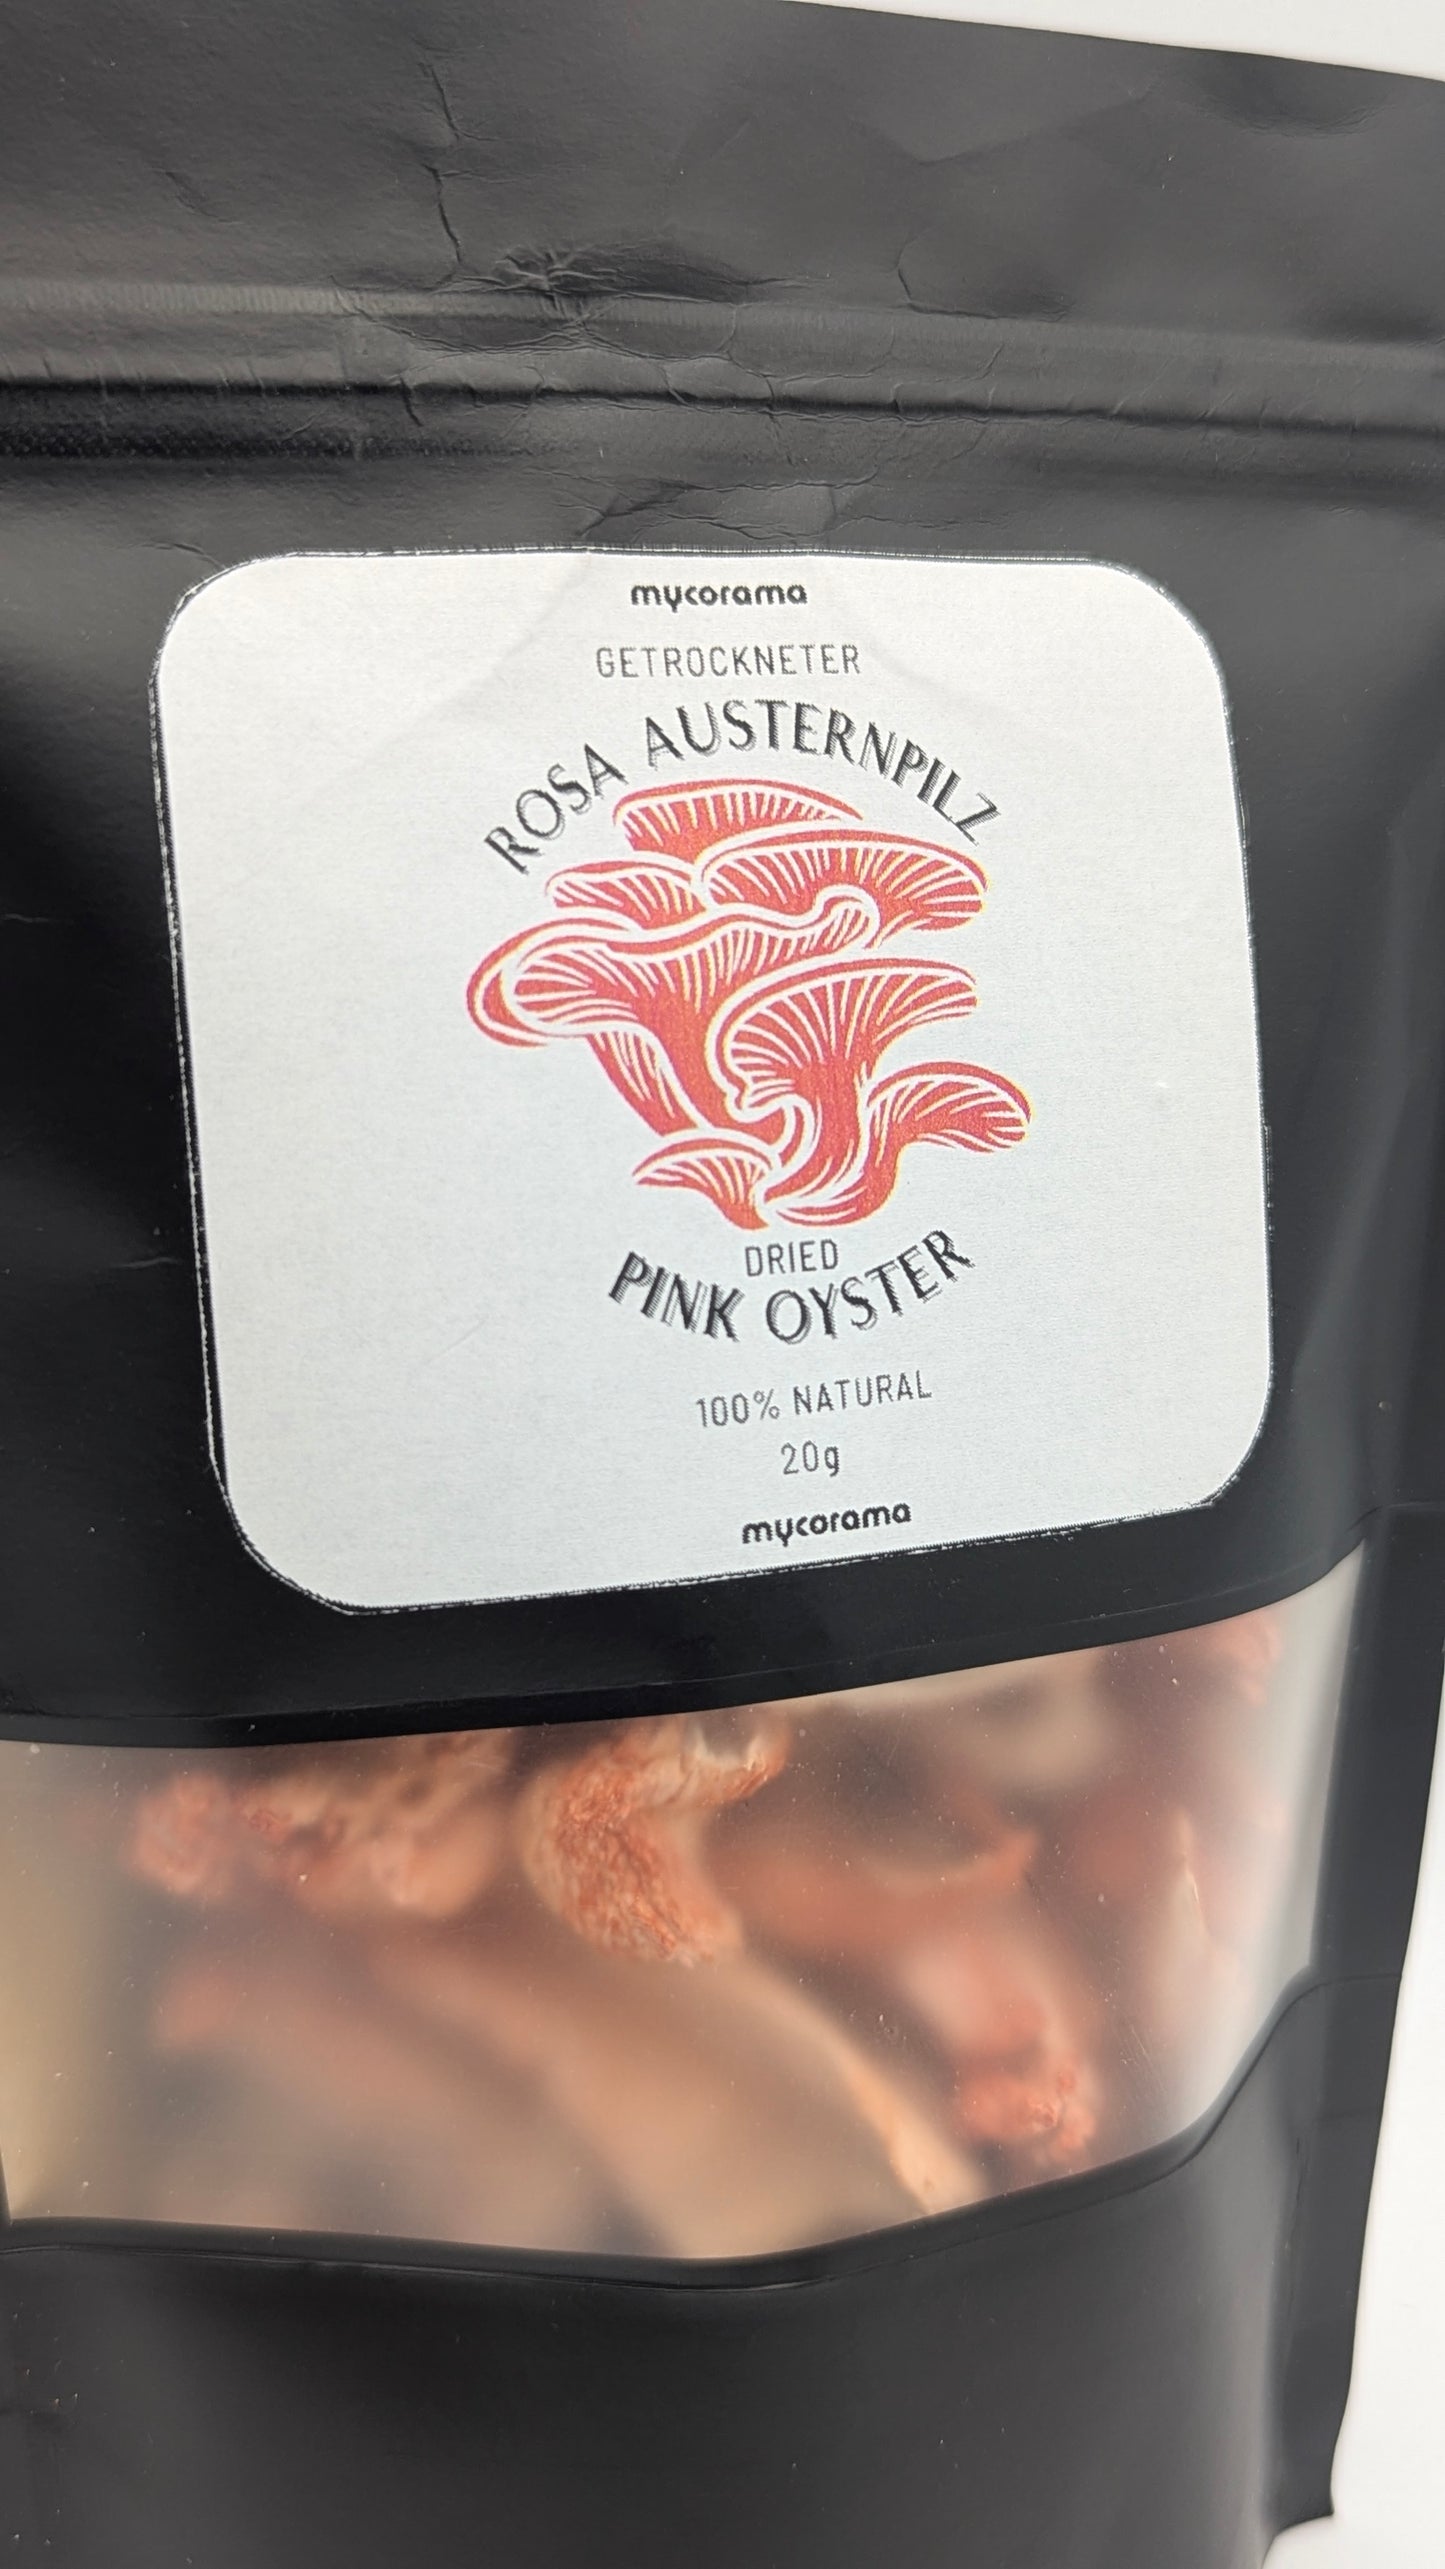 mycorama
GETROCKNETER
ROSA AUSTERNPILZ
DRIED
PINK OYSTER
100% NATURAL
20g
mycorama